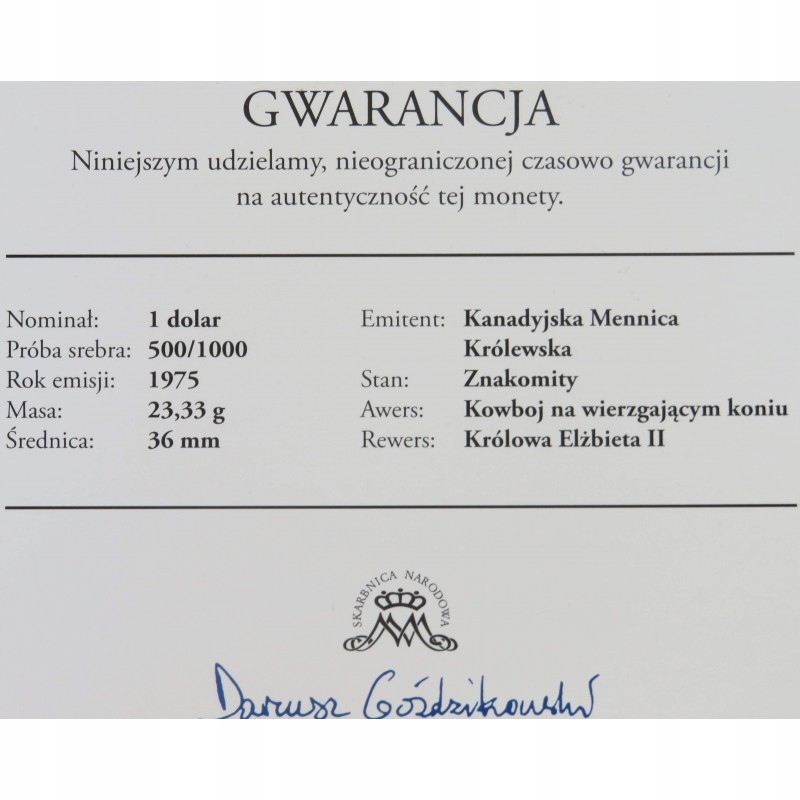 GWARANCJA
Niniejszym udzielamy, nieograniczonej czasowo gwarancji
na autentyczność tej monety.
Nominał: 1 dolar
Próba srebra: 500/1000
Rok emisji: 1975
Masa: 23,33 g
Średnica: 36 mm
Emitent: Kanadyjska Mennica
Królewska
Stan: Znakomity
Awers: Kowboj na wierzgającym koniu
Rewers: Królowa Elżbieta II
SKARBNICA NARODOWA
Dariusz Goździkowski